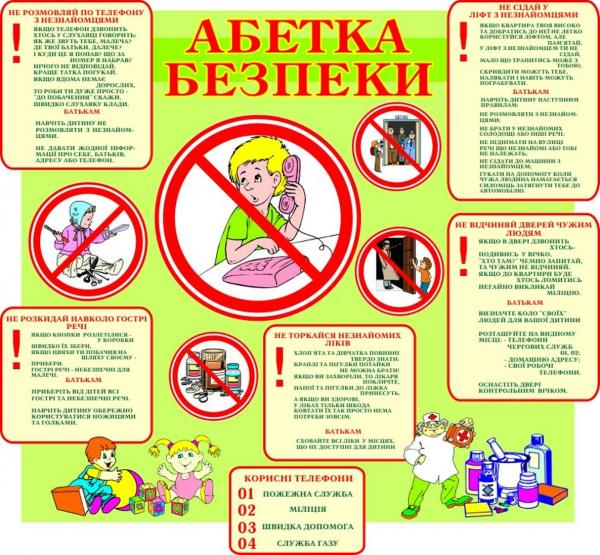 АБЕТКА
БЕЗПЕКИ
НЕ РОЗМОВЛЯЙ ПО ТЕЛЕФОНУ
З НЕЗНАЙОМЦЯМИ
!
ЯКЩО ТЕЛЕФОН ДЗВОНИТЬ
ХТОСЬ У СЛУХАВЦІ ГОВОРИТЬ:
ЯК ЖЕ ЗВУТЬ ТЕБЕ, МАЛЕЧА?
ДЕ ТВОЇ БАТЬКИ, ДАЛЕЧЕ?
І КУДИ ЦЕ Я ПОПАВ? ЩО ЗА
НОМЕР Я НАБРАВ?
НІЧОГО НЕ ВІДПОВІДАЙ,
КРАЩЕ ТАТКА ПОГУКАЙ.
ЯКЩО ВДОМА НЕМАЄ
ДОРОСЛИХ,
ТО РОБИ ТИ ДУЖЕ ПРОСТО -
"ДО ПОБАЧЕННЯ" СКАЖИ,
ШВИДКО СЛУХАВКУ КЛАДИ.
БАТЬКАМ
НАВЧІТЬ ДИТИНУ НЕ
РОЗМОВЛЯТИ З НЕЗНАЙОМ-
ЦЯМИ.
НЕ ДАВАТИ ЖОДНОЇ ІНФОР-
МАЦІЇ ПРО СЕБЕ, БАТЬКІВ,
АДРЕСУ АБО ТЕЛЕФОН.
НЕ СІДАЙ У
ЛІФТ З НЕЗНАЙОМЦЯМИ
!
ЯКЩО КВАРТИРА ТВОЯ ВИСОКО
ТА ДОБРАТИСЬ ДО НЕЇ НЕ ЛЕГКО
КОРИСТУЙСЯ ЛІФТОМ, АЛЕ
ПАМ'ЯТАЙ,
У ЛІФТ З НЕЗНАЙОМЦЕМ ТИ НЕ
СІДАЙ,
МАЛО ЩО ТРАПИТИСЬ МОЖЕ З
ТОБОЮ,
СКРИВДИТИ МОЖУТЬ ТЕБЕ,
НАЛЯКАТИ І НАВІТЬ МОЖУТЬ
ПОГРАБУВАТИ.
БАТЬКАМ
НАВЧІТЬ ДИТИНУ НАСТУПНИМ
ПРАВИЛАМ:
НЕ РОЗМОВЛЯТИ З НЕЗНАЙОМ-
ЦЯМИ;
НЕ БРАТИ У НЕЗНАЙОМИХ
СОЛОДОЩІ АБО ІНШІ РЕЧІ;
НЕ ПІДНІМАТИ НА ВУЛИЦІ
РЕЧІ ЩО НЕЗНАЙОМІ АБО ТОБІ
НЕ НАЛЕЖАТЬ;
НЕ СІДАТИ ДО МАШИНИ З
НЕЗНАЙОМЦЕМ;
ГУКАТИ НА ДОПОМОГУ КОЛИ
ЧУЖА ЛЮДИНА НАМАГАЄТЬСЯ
СИЛОМІЦЬ ЗАТЯГНУТИ ТЕБЕ ДО
АВТОМОБІЛЮ.
НЕ ВІДЧИНЯЙ ДВЕРЕЙ ЧУЖИМ
ЛЮДЯМ
!
ЯКЩО В ДВЕРІ ДЗВОНИТЬ
ХТОСЬ-
ПОДИВИСЬ У ВІЧКО,
"ХТО ТАМ?" ЧЕМНО ЗАПИТАЙ,
ТА ЧУЖИМ НЕ ВІДЧИНЯЙ.
ЯКЩО ДО КВАРТИРИ БУДЕ
ХТОСЬ ЛОМИТИСЬ
НЕГАЙНО ВИКЛИКАЙ
МІЛІЦІЮ.
БАТЬКАМ
ВИЗНАЧТЕ КОЛО "СВОЇХ"
ЛЮДЕЙ ДЛЯ ВАШОЇ ДИТИНИ
РОЗТАШУЙТЕ НА ВИДНОМУ
МІСЦІ: - ТЕЛЕФОНИ
ЧЕРГОВИХ СЛУЖБ
01, 02;
- ДОМАШНЮ АДРЕСУ;
- СВОЇ РОБОЧІ
ТЕЛЕФОНИ.
ОСНАСТІТЬ ДВЕРІ
КОНТРОЛЬНИМ ВІЧКОМ.
НЕ РОЗКИДАЙ НАВКОЛО ГОСТРІ
РЕЧІ
!
ЯКЩО КНОПКИ РОЗЛЕТІЛИСЯ -
У КОРОБКИ
ШВИДКО ЇХ ЗБЕРИ,
ЯКЩО ЦВЯХИ ТИ ПОБАЧИВ НА
ШЛЯХУ СВОЄМУ -
ПРИБЕРИ.
ГОСТРІ РЕЧІ - НЕБЕЗПЕЧНІ ДЛЯ
МАЛЕЧІ.
БАТЬКАМ
ПРИБЕРІТЬ ВІД ДІТЕЙ ВСІ
ГОСТРІ ТА НЕБЕЗПЕЧНІ РЕЧІ.
НАВЧІТЬ ДИТИНУ ОБЕРЕЖНО
КОРИСТУВАТИСЯ НОЖИЦЯМИ
ТА ГОЛКАМИ.
НЕ ТОРКАЙСЯ НЕЗНАЙОМИХ
ЛІКІВ
!
ХЛОП'ЯТА ТА ДІВЧАТКА ПОВИННІ
ТВЕРДО ЗНАТИ:
КРАПЛІ ТА ПІГУЛКИ ПОТАЙКИ
НЕ МОЖНА БРАТИ!
ЯКЩО ВИ ЗАХВОРІЛИ, ТО ЛІКАРЯ
ПОКЛИЧТЕ,
НАПОЇ ТА ПІГУЛКИ ДО ЛІЖКА
ПРИНЕСУТЬ.
А ЯКЩО ВИ ЗДОРОВІ,
У ЛІКАХ ТІЛЬКИ ШКОДА
КОВТАТИ ЇХ ТАК ПРОСТО НЕМА
ПОТРЕБИ ЗОВСІМ.
БАТЬКАМ
СХОВАЙТЕ ВСІ ЛІКИ У МІСЦЯХ,
ЩО НЕ ДОСТУПНІ ДЛЯ ДИТИНИ
КОРИСНІ ТЕЛЕФОНИ
01 ПОЖЕЖНА СЛУЖБА
02 МІЛІЦІЯ
03 ШВИДКА ДОПОМОГА
04 СЛУЖБА ГАЗУ